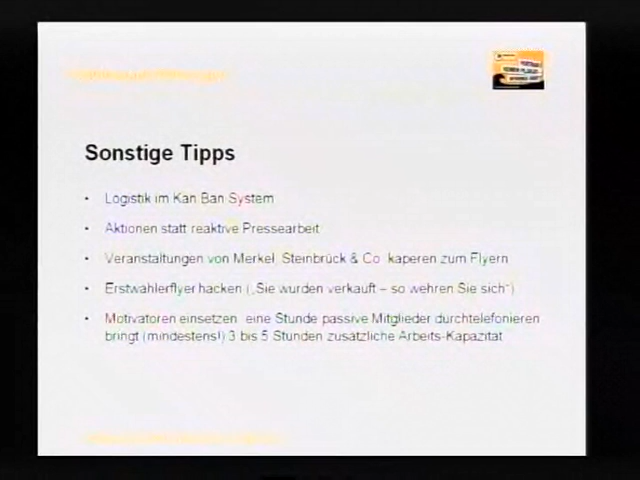 Sonstige Tipps
• Logistik im Kan Ban System
• Aktionen statt reaktive Pressearbeit
• Veranstaltungen von Merkel, Steinbrück & Co. kapern zum Flyern
• Erstwählerflyer hacken („Sie wurden verkauft – so wehren Sie sich“)
• Motivatoren einsetzen: eine Stunde passive Mitglieder durchtelefonieren
bringt (mindestens!) 3 bis 5 Stunden zusätzliche Arbeits-Kapazität